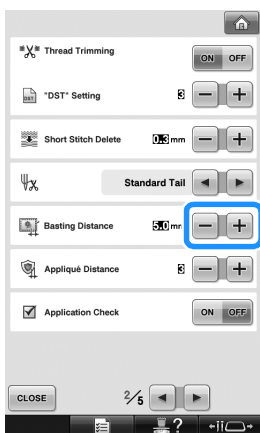 Thread Trimming ON OFF
DST "DST" Setting 3 − +
Short Stitch Delete 0.3 mm − +
Standard Tail
Basting Distance 5.0 mm − +
Appliqué Distance 3 − +
Application Check ON OFF
CLOSE 2/5
?